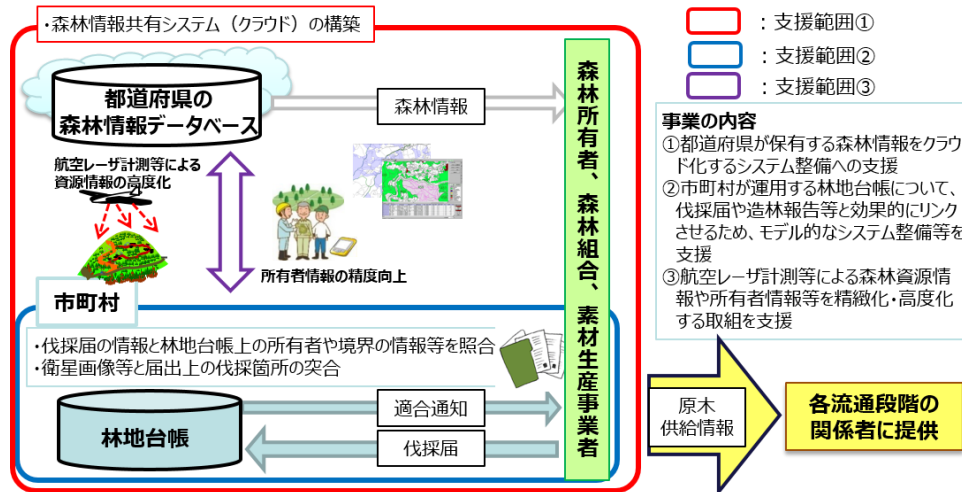 ・森林情報共有システム（クラウド）の構築
都道府県の
森林情報データベース
森林情報
航空レーザ計測等による
資源情報の高度化
所有者情報の精度向上
市町村
・伐採届の情報と林地台帳上の所有者や境界の情報等を照合
・衛星画像等と届出上の伐採箇所の突合
林地台帳
適合通知
伐採届
森林所有者、森林組合、素材生産事業者
：支援範囲①
：支援範囲②
：支援範囲③
事業の内容
①都道府県が保有する森林情報をクラウ
ド化するシステム整備への支援
②市町村が運用する林地台帳について、
伐採届や造林報告等と効果的にリンク
させるため、モデル的なシステム整備等を
支援
③航空レーザ計測等による森林資源情
報や所有者情報等を精緻化・高度化
する取組を支援
原木
供給情報
各流通段階の
関係者に提供